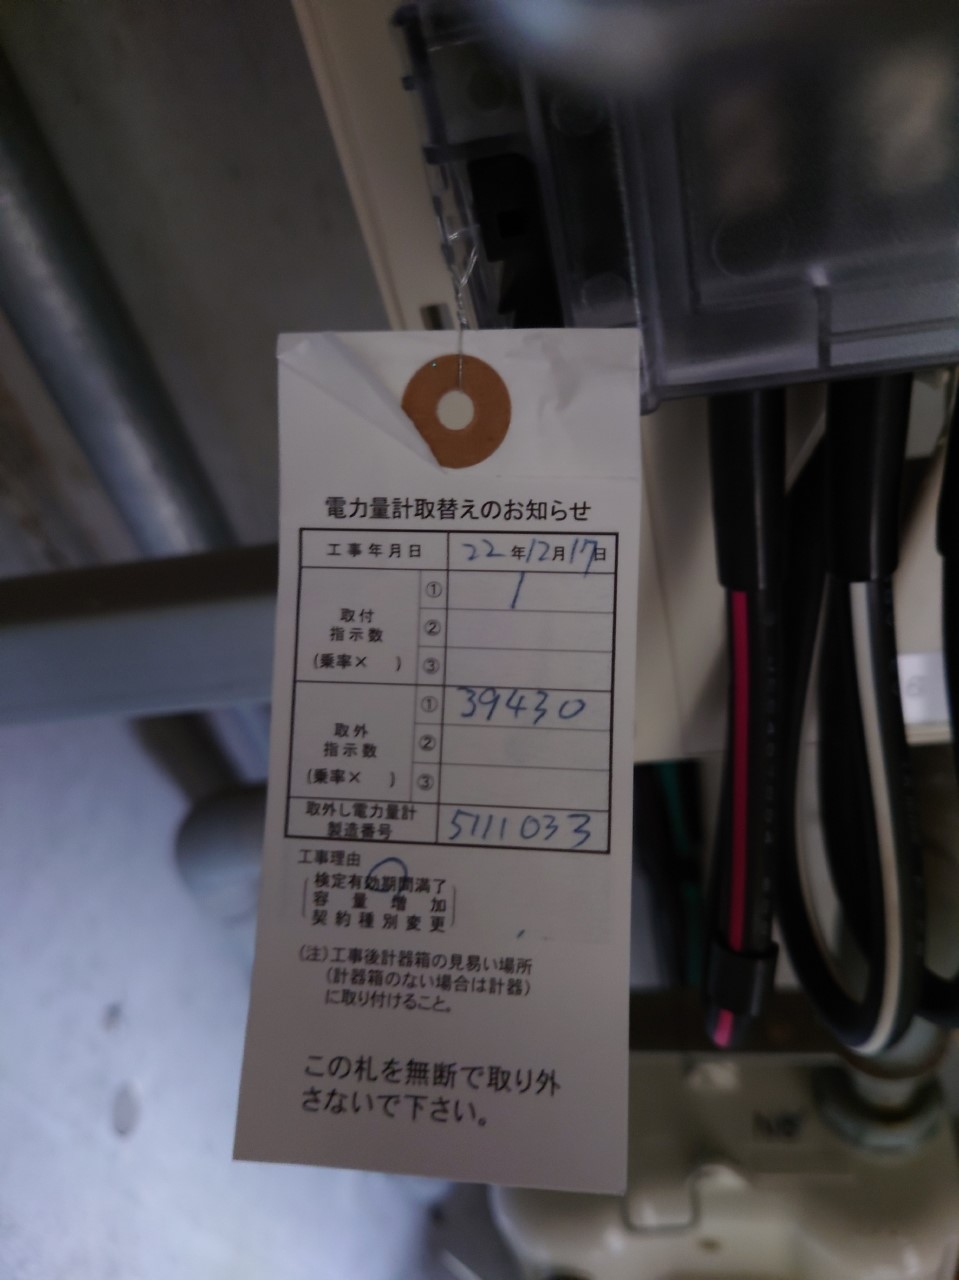 電力量計取替えのお知らせ
工事年月日 22年12月17日
取付指示数 (乗率× ) ① 1
②
③
取外指示数 (乗率× ) ① 39430
②
③
取外し電力量計製造番号 5111033
工事理由
検定有効期間満了
容量増加
契約種別変更
(注)工事後計器箱の見易い場所
(計器箱のない場合は計器)
に取り付けること。
この札を無断で取り外
さないで下さい。